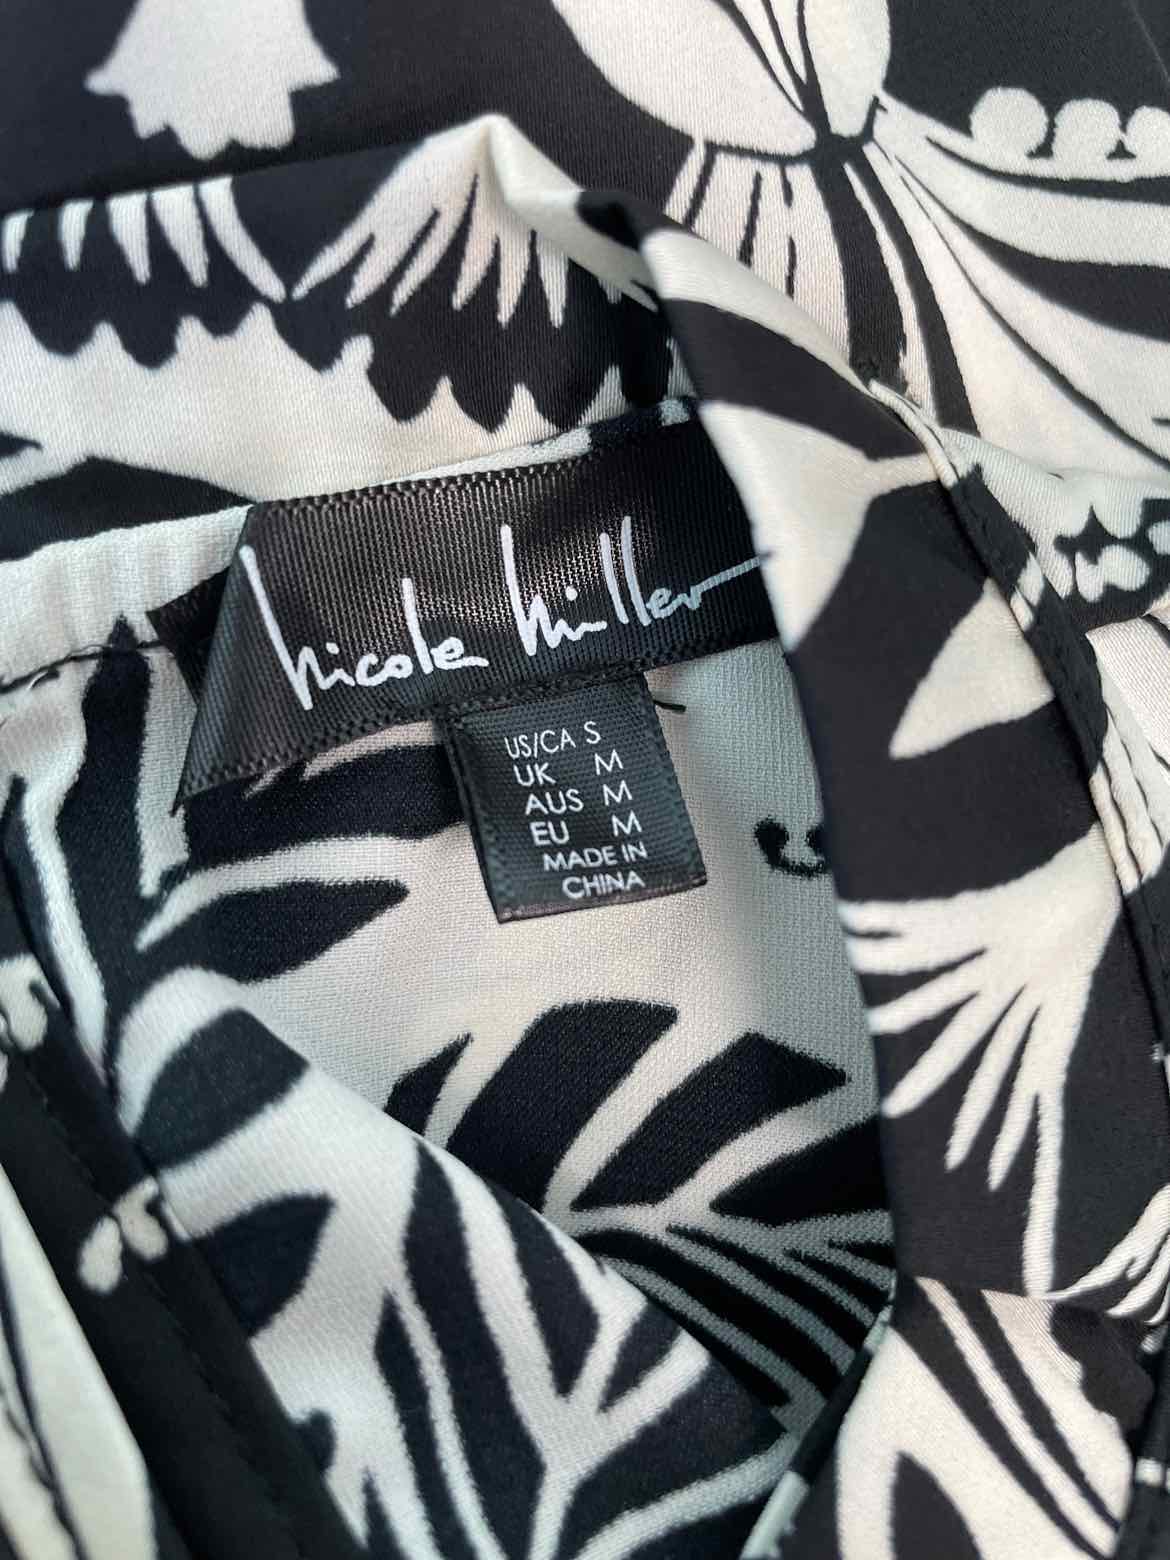 nicole miller
US/CA S
UK M
AUS M
EU M
MADE IN
CHINA